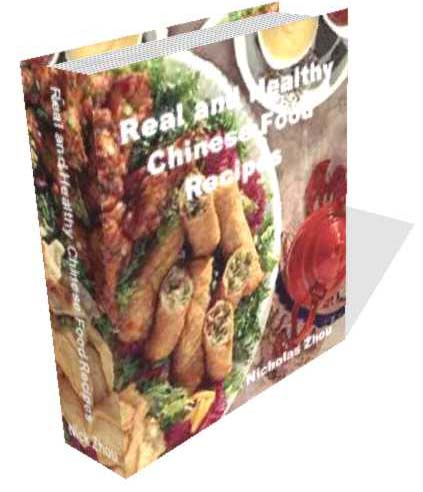 Real and Healthy
Chinese Food
Recipes
Nicholas Zhou
Real and Healthy Chinese Food Recipes
Nick Zhou